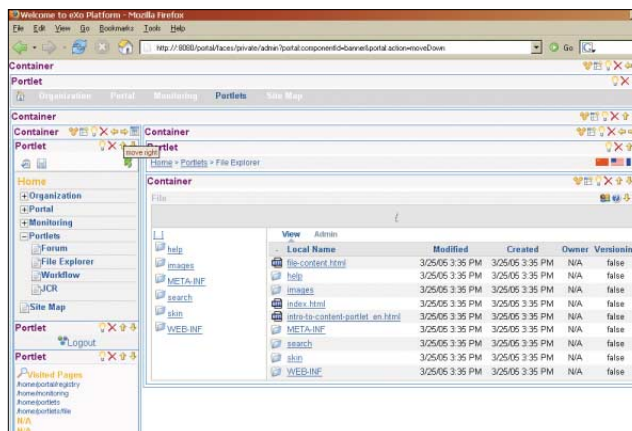 Welcome to eXo Platform - Mozilla Firefox
File Edit View Go Bookmarks Tools Help
http://8080/portal/faces/private/admin?portal:componentId=banner&portal:action=moveDown Go
Container
Portlet
Organization Portal Monitoring Portlets Site Map
Container
Container
Container
Portlet
move right
Portlet
Home > Portlets > File Explorer
Container
Home
Organization
Portal
Monitoring
Portlets
Forum
File Explorer
Workflow
JCR
Site Map
Portlet
Logout
Portlet
Visited Pages
/home/portal/registry
/home/monitoring
/home/portlets
/home/portlets/file
N/A
N/A
File
[..]
help
images
META-INF
search
skin
WEB-INF
View Admin
. Local Name Modified Created Owner Versionin
file-content.html 3/25/05 3:35 PM 3/25/05 3:35 PM N/A false
help 3/25/05 3:35 PM 3/25/05 3:35 PM N/A false
images 3/25/05 3:35 PM 3/25/05 3:35 PM N/A false
index.html 3/25/05 3:35 PM 3/25/05 3:35 PM N/A false
intro-to-content-portlet_en.html 3/25/05 3:35 PM 3/25/05 3:35 PM N/A false
META-INF 3/25/05 3:35 PM 3/25/05 3:35 PM N/A false
search 3/25/05 3:35 PM 3/25/05 3:35 PM N/A false
skin 3/25/05 3:35 PM 3/25/05 3:35 PM N/A false
WEB-INF 3/25/05 3:35 PM 3/25/05 3:35 PM N/A false